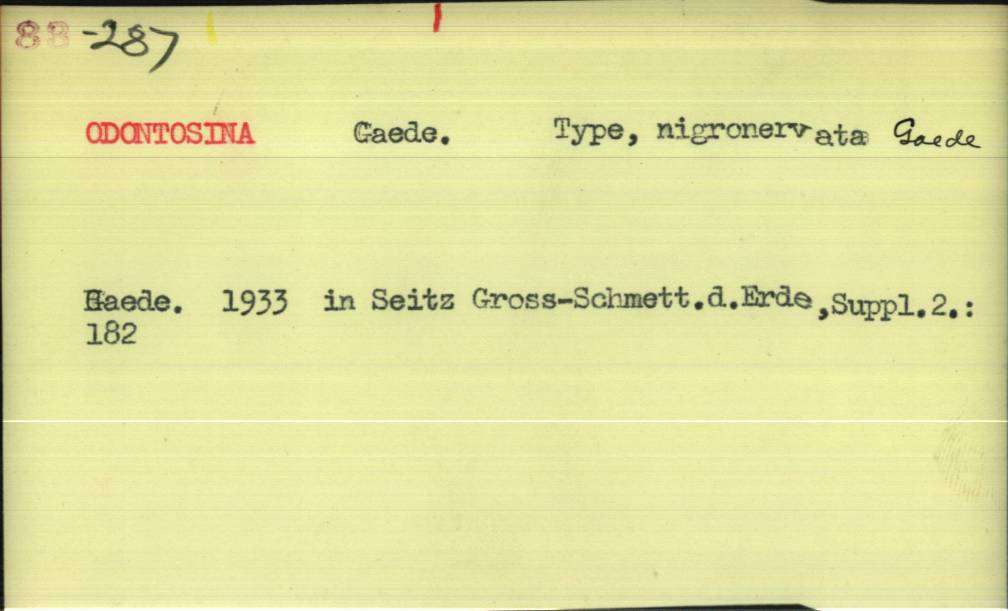 88 -287
ODONTOSINA Gaede. Type, nigronervata Gaede
Gaede. 1933 in Seitz Gross-Schmett.d.Erde,Suppl.2.:
182